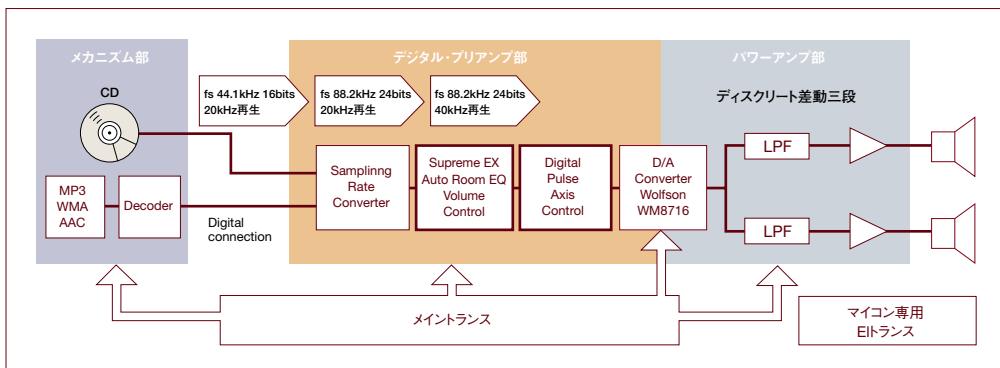 メカニズム部
デジタル・プリアンプ部
パワーアンプ部
CD
fs 44.1kHz 16bits
20kHz再生
fs 88.2kHz 24bits
20kHz再生
fs 88.2kHz 24bits
40kHz再生
ディスクリート差動三段
MP3
WMA
AAC
Decoder
Digital
connection
Samplinng
Rate
Converter
Supreme EX
Auto Room EQ
Volume
Control
Digital
Pulse
Axis
Control
D/A
Converter
Wolfson
WM8716
LPF
LPF
メイントランス
マイコン専用
EIトランス